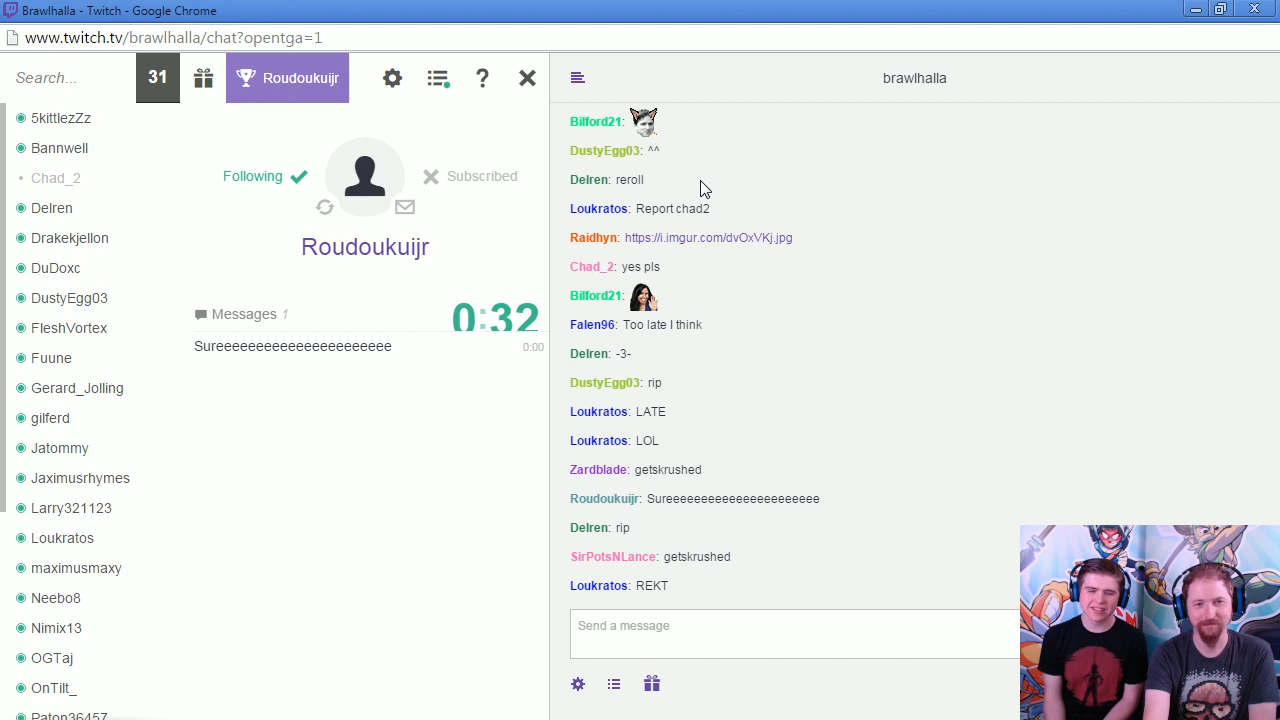 Brawlhalla - Twitch - Google Chrome
www.twitch.tv/brawlhalla/chat?opentga=1
Search...
31
Roudoukuijr
?
brawlhalla
5kittlezZz
Bannwell
Chad_2
Delren
Drakekjellon
DuDoxc
DustyEgg03
FleshVortex
Fuune
Gerard_Jolling
gilferd
Jatommy
Jaximusrhymes
Larry321123
Loukratos
maximusmaxy
Neebo8
Nimix13
OGTaj
OnTilt_
Paton36457
Following
Subscribed
Roudoukuijr
Messages 1
0:32
Sureeeeeeeeeeeeeeeeeeeeee 0:00
Bilford21:
DustyEgg03: ^^
Delren: reroll
Loukratos: Report chad2
Raidhyn: https://i.imgur.com/dvOxVKj.jpg
Chad_2: yes pls
Bilford21:
Falen96: Too late I think
Delren: -3-
DustyEgg03: rip
Loukratos: LATE
Loukratos: LOL
Zardblade: getskrushed
Roudoukuijr: Sureeeeeeeeeeeeeeeeeeeeee
Delren: rip
SirPotsNLance: getskrushed
Loukratos: REKT
Send a message